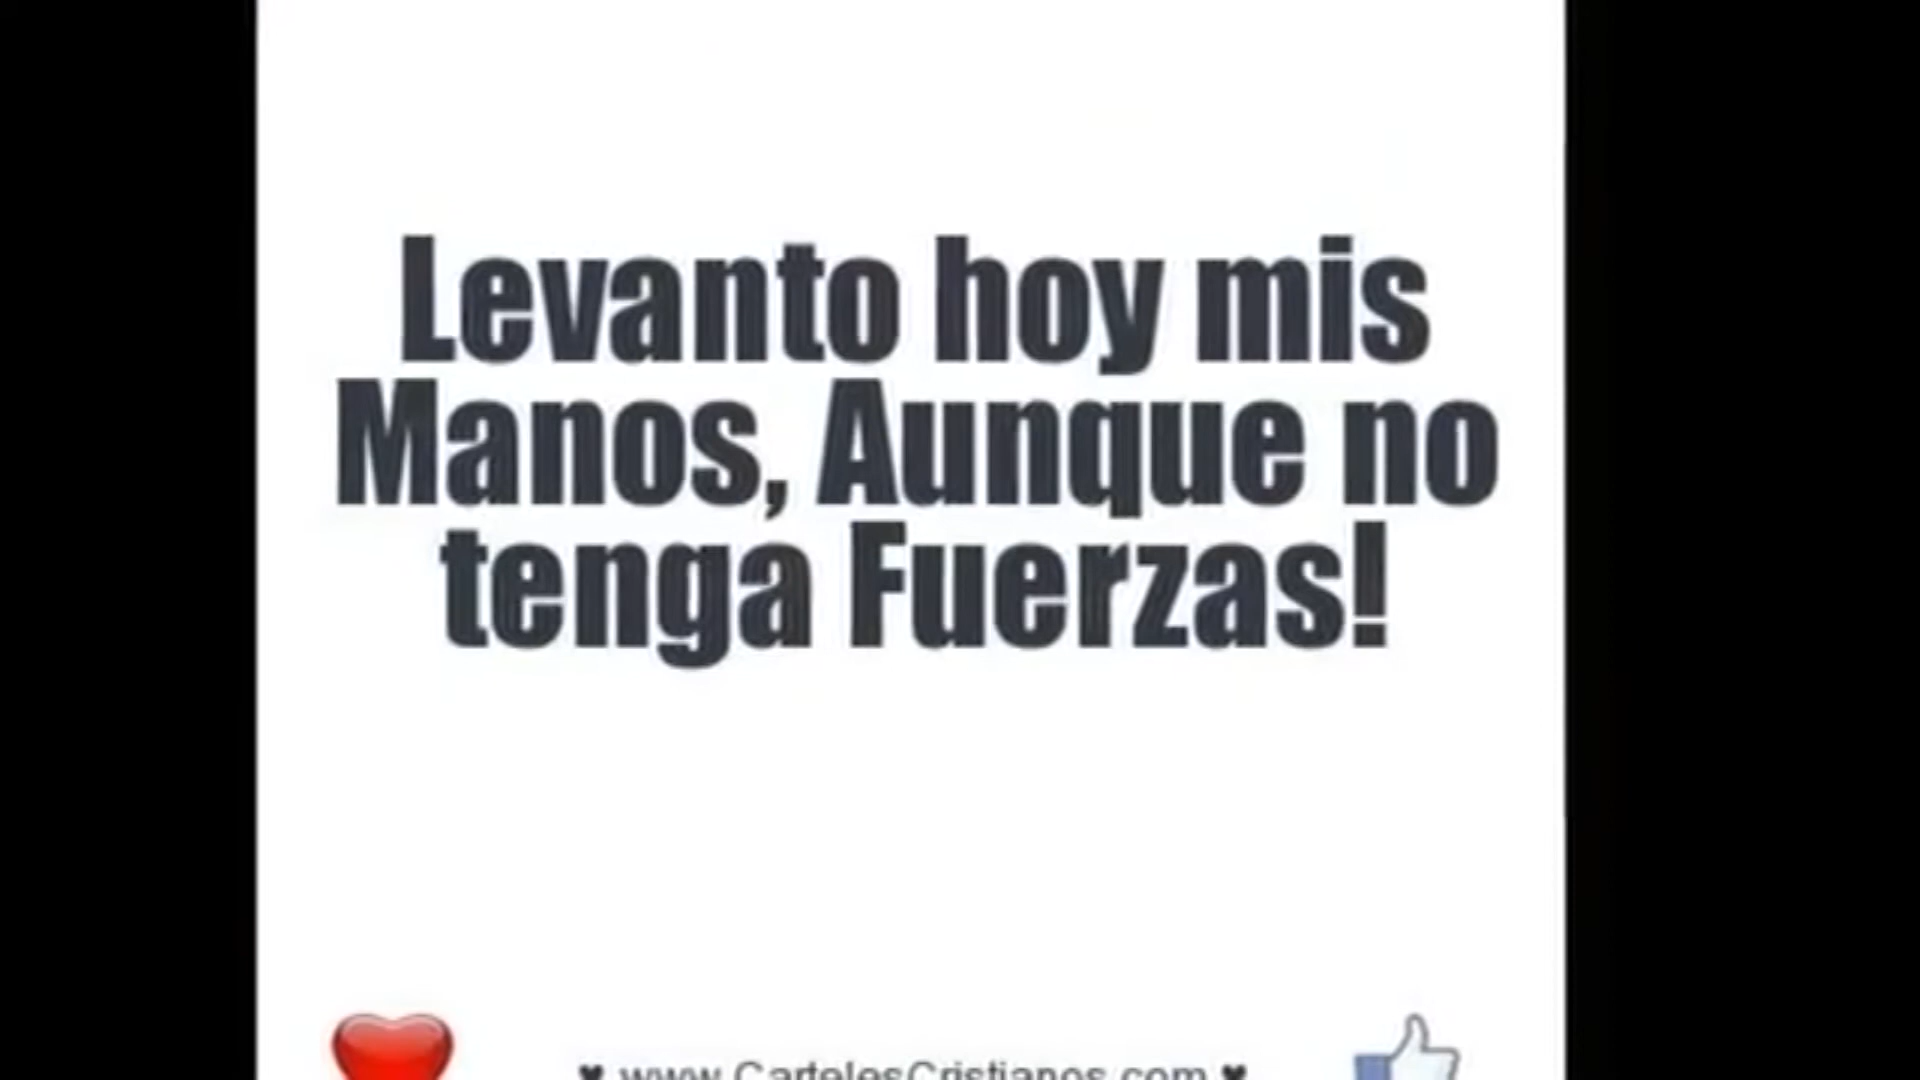 Levanto hoy mis
Manos, Aunque no
tenga Fuerzas!
♥ www.CartelesCristianos.com ♥